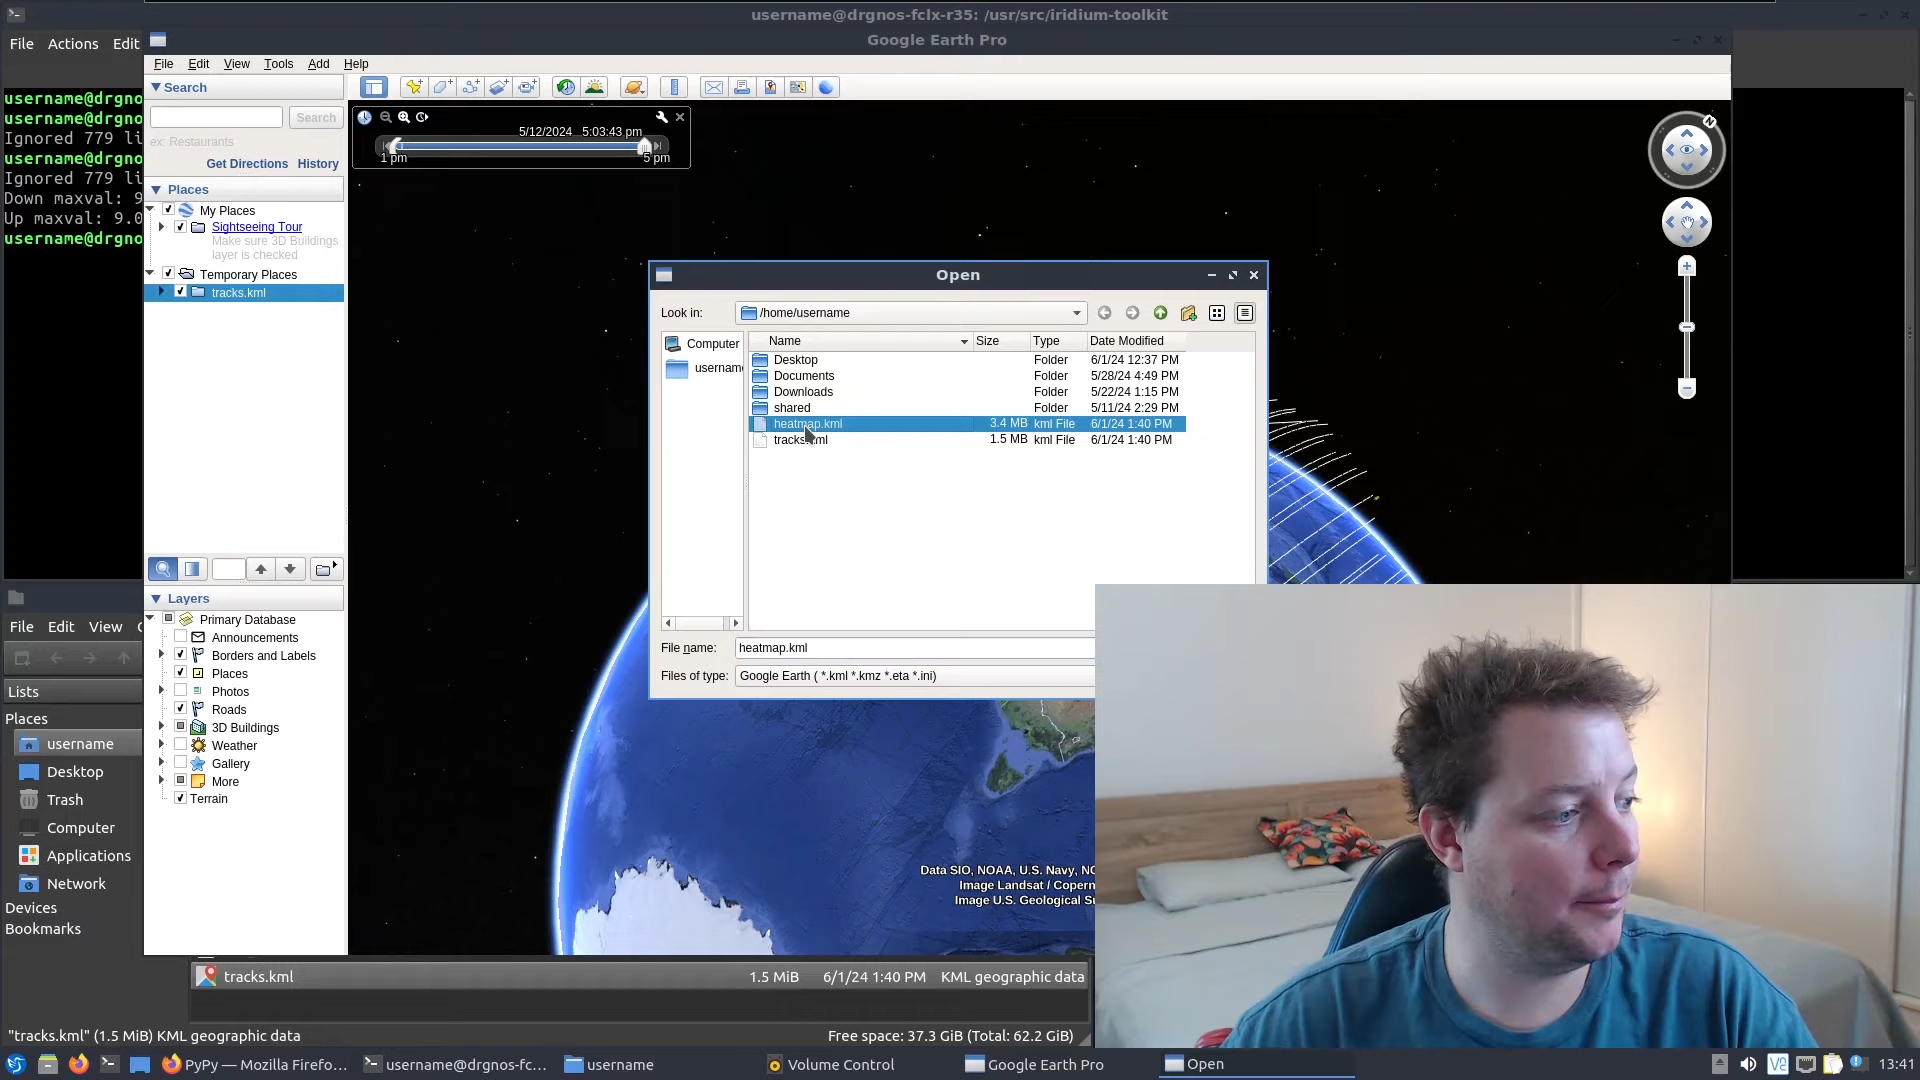 username@drgnos-fclx-r35: /usr/src/iridium-toolkit
File Actions Edit
Google Earth Pro
File Edit View Tools Add Help
Search
Search
ex: Restaurants
Get Directions History
Places
My Places
Sightseeing Tour
Make sure 3D Buildings
layer is checked
Temporary Places
tracks.kml
username@drgno
username@drgno
Ignored 779 li
username@drgno
Ignored 779 li
Down maxval: 9
Up maxval: 9.0
username@drgno
5/12/2024 5:03:43 pm
1 pm 5 pm
N
Open
Look in: /home/username
Computer
username
Name Size Type Date Modified
Desktop Folder 6/1/24 12:37 PM
Documents Folder 5/28/24 4:49 PM
Downloads Folder 5/22/24 1:15 PM
shared Folder 5/11/24 2:29 PM
heatmap.kml 3.4 MB kml File 6/1/24 1:40 PM
tracks.kml 1.5 MB kml File 6/1/24 1:40 PM
File name: heatmap.kml
Files of type: Google Earth ( *.kml *.kmz *.eta *.ini)
Layers
Primary Database
Announcements
Borders and Labels
Places
Photos
Roads
3D Buildings
Weather
Gallery
More
Terrain
File Edit View
Lists
Places
username
Desktop
Trash
Computer
Applications
Network
Devices
Bookmarks
Data SIO, NOAA, U.S. Navy, NG
Image Landsat / Copern
Image U.S. Geological Su
tracks.kml 1.5 MiB 6/1/24 1:40 PM KML geographic data
"tracks.kml" (1.5 MiB) KML geographic data Free space: 37.3 GiB (Total: 62.2 GiB)
PyPy — Mozilla Firefo... username@drgnos-fc... username Volume Control Google Earth Pro Open 13:41